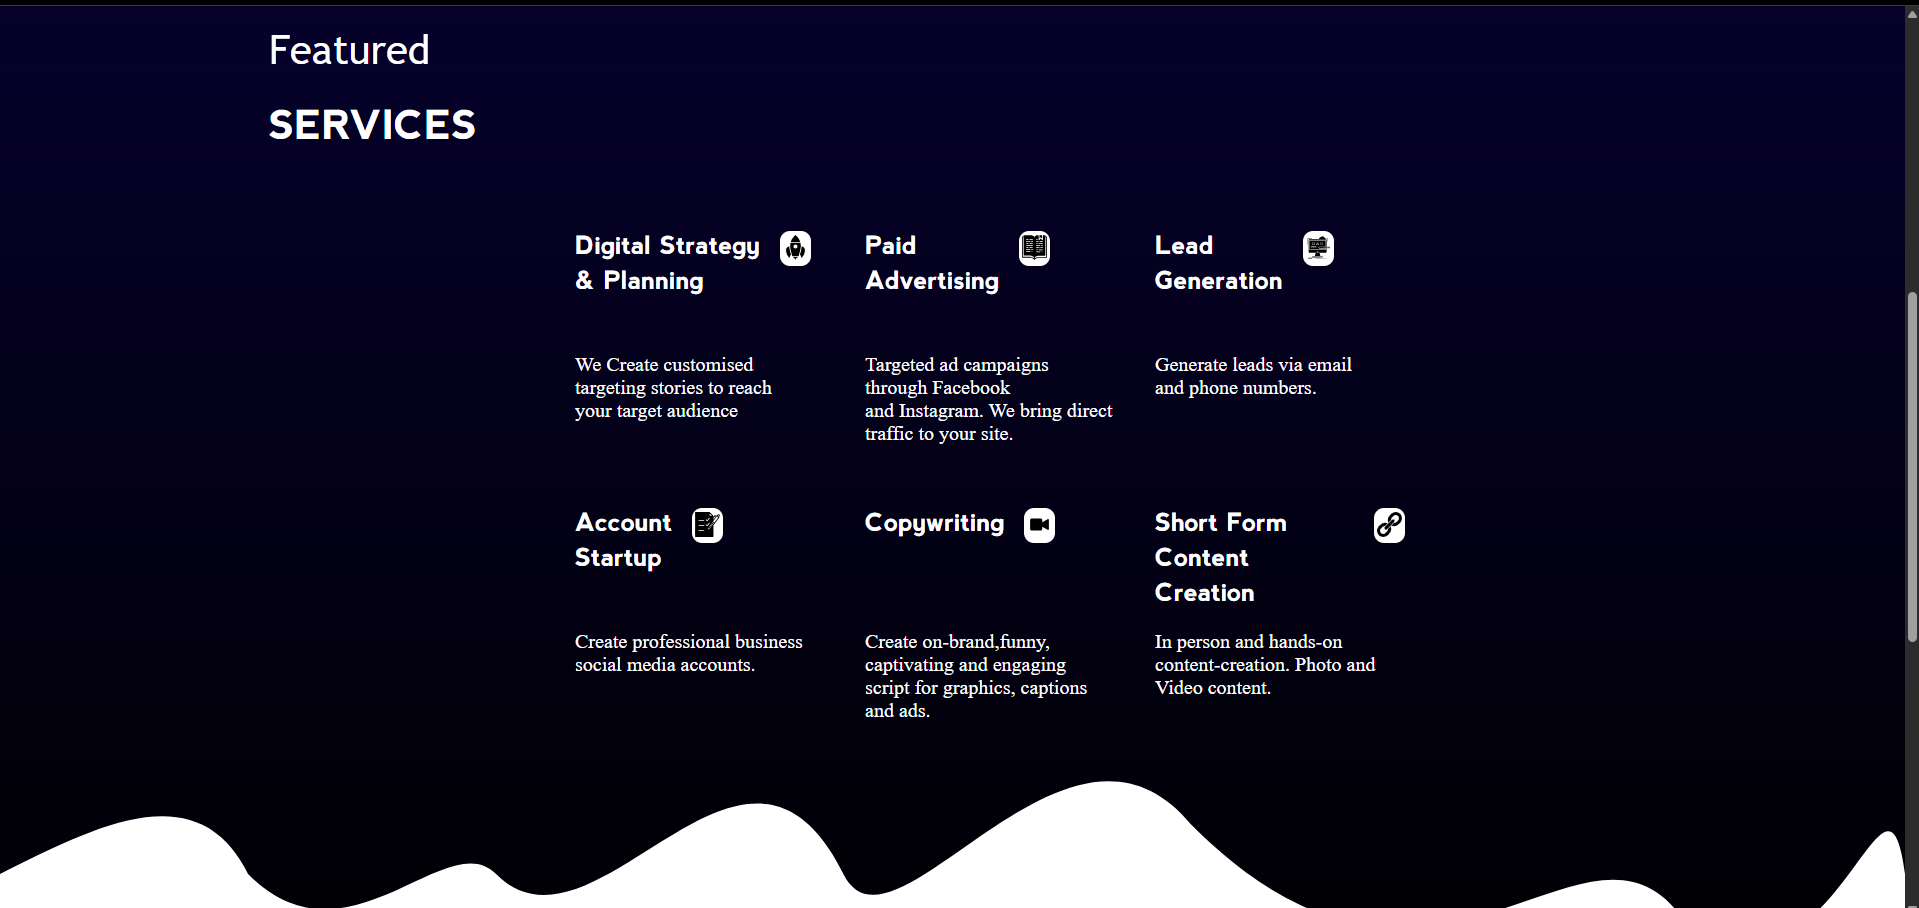 Featured
SERVICES
Digital Strategy
& Planning
We Create customised
targeting stories to reach
your target audience
Paid
Advertising
Targeted ad campaigns
through Facebook
and Instagram. We bring direct
traffic to your site.
Lead
Generation
Generate leads via email
and phone numbers.
Account
Startup
Create professional business
social media accounts.
Copywriting
Create on-brand,funny,
captivating and engaging
script for graphics, captions
and ads.
Short Form
Content
Creation
In person and hands-on
content-creation. Photo and
Video content.